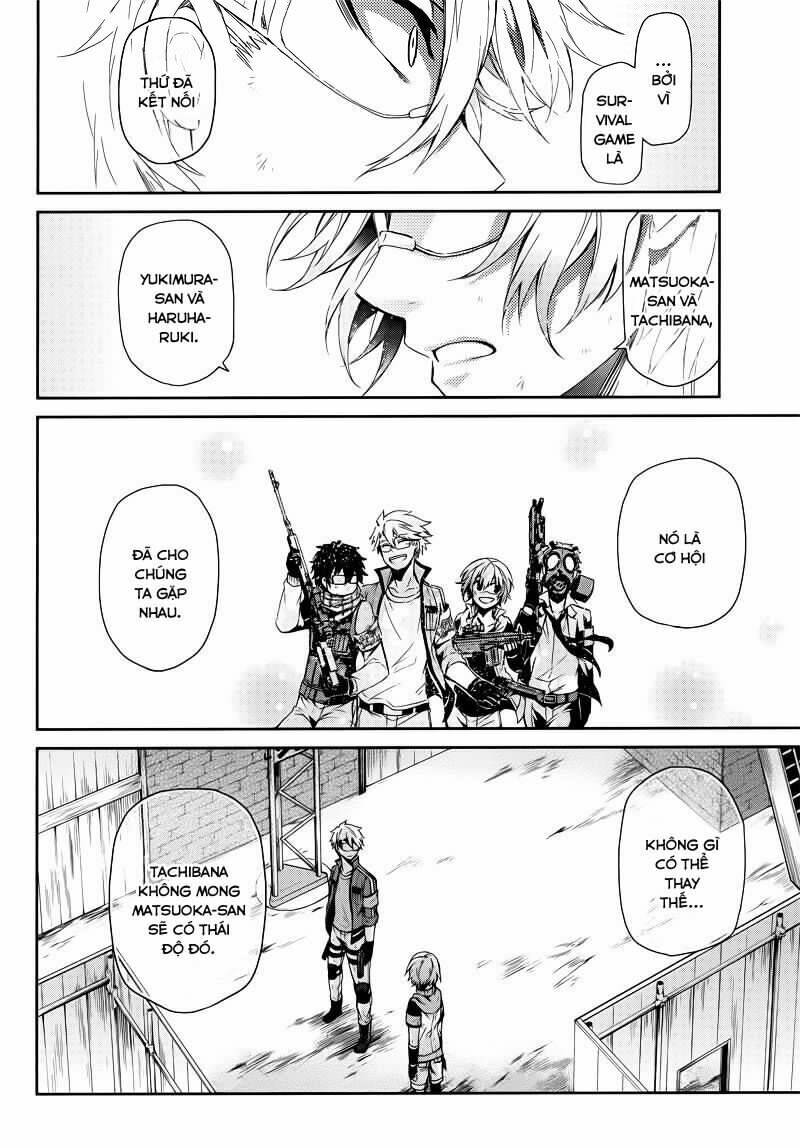 ...
BỞI
VÌ
SUR-
VIVAL
GAME
LÀ
THỨ ĐÃ
KẾT NỐI
MATSUOKA-
SAN VÀ
TACHIBANA,
YUKIMURA-
SAN VÀ
HARUHA-
RUKI.
NÓ LÀ
CƠ HỘI
ĐÃ CHO
CHÚNG
TA GẶP
NHAU.
KHÔNG GÌ
CÓ THỂ
THAY
THẾ...
TACHIBANA
KHÔNG MONG
MATSUOKA-SAN
SẼ CÓ THÁI
ĐỘ ĐÓ.